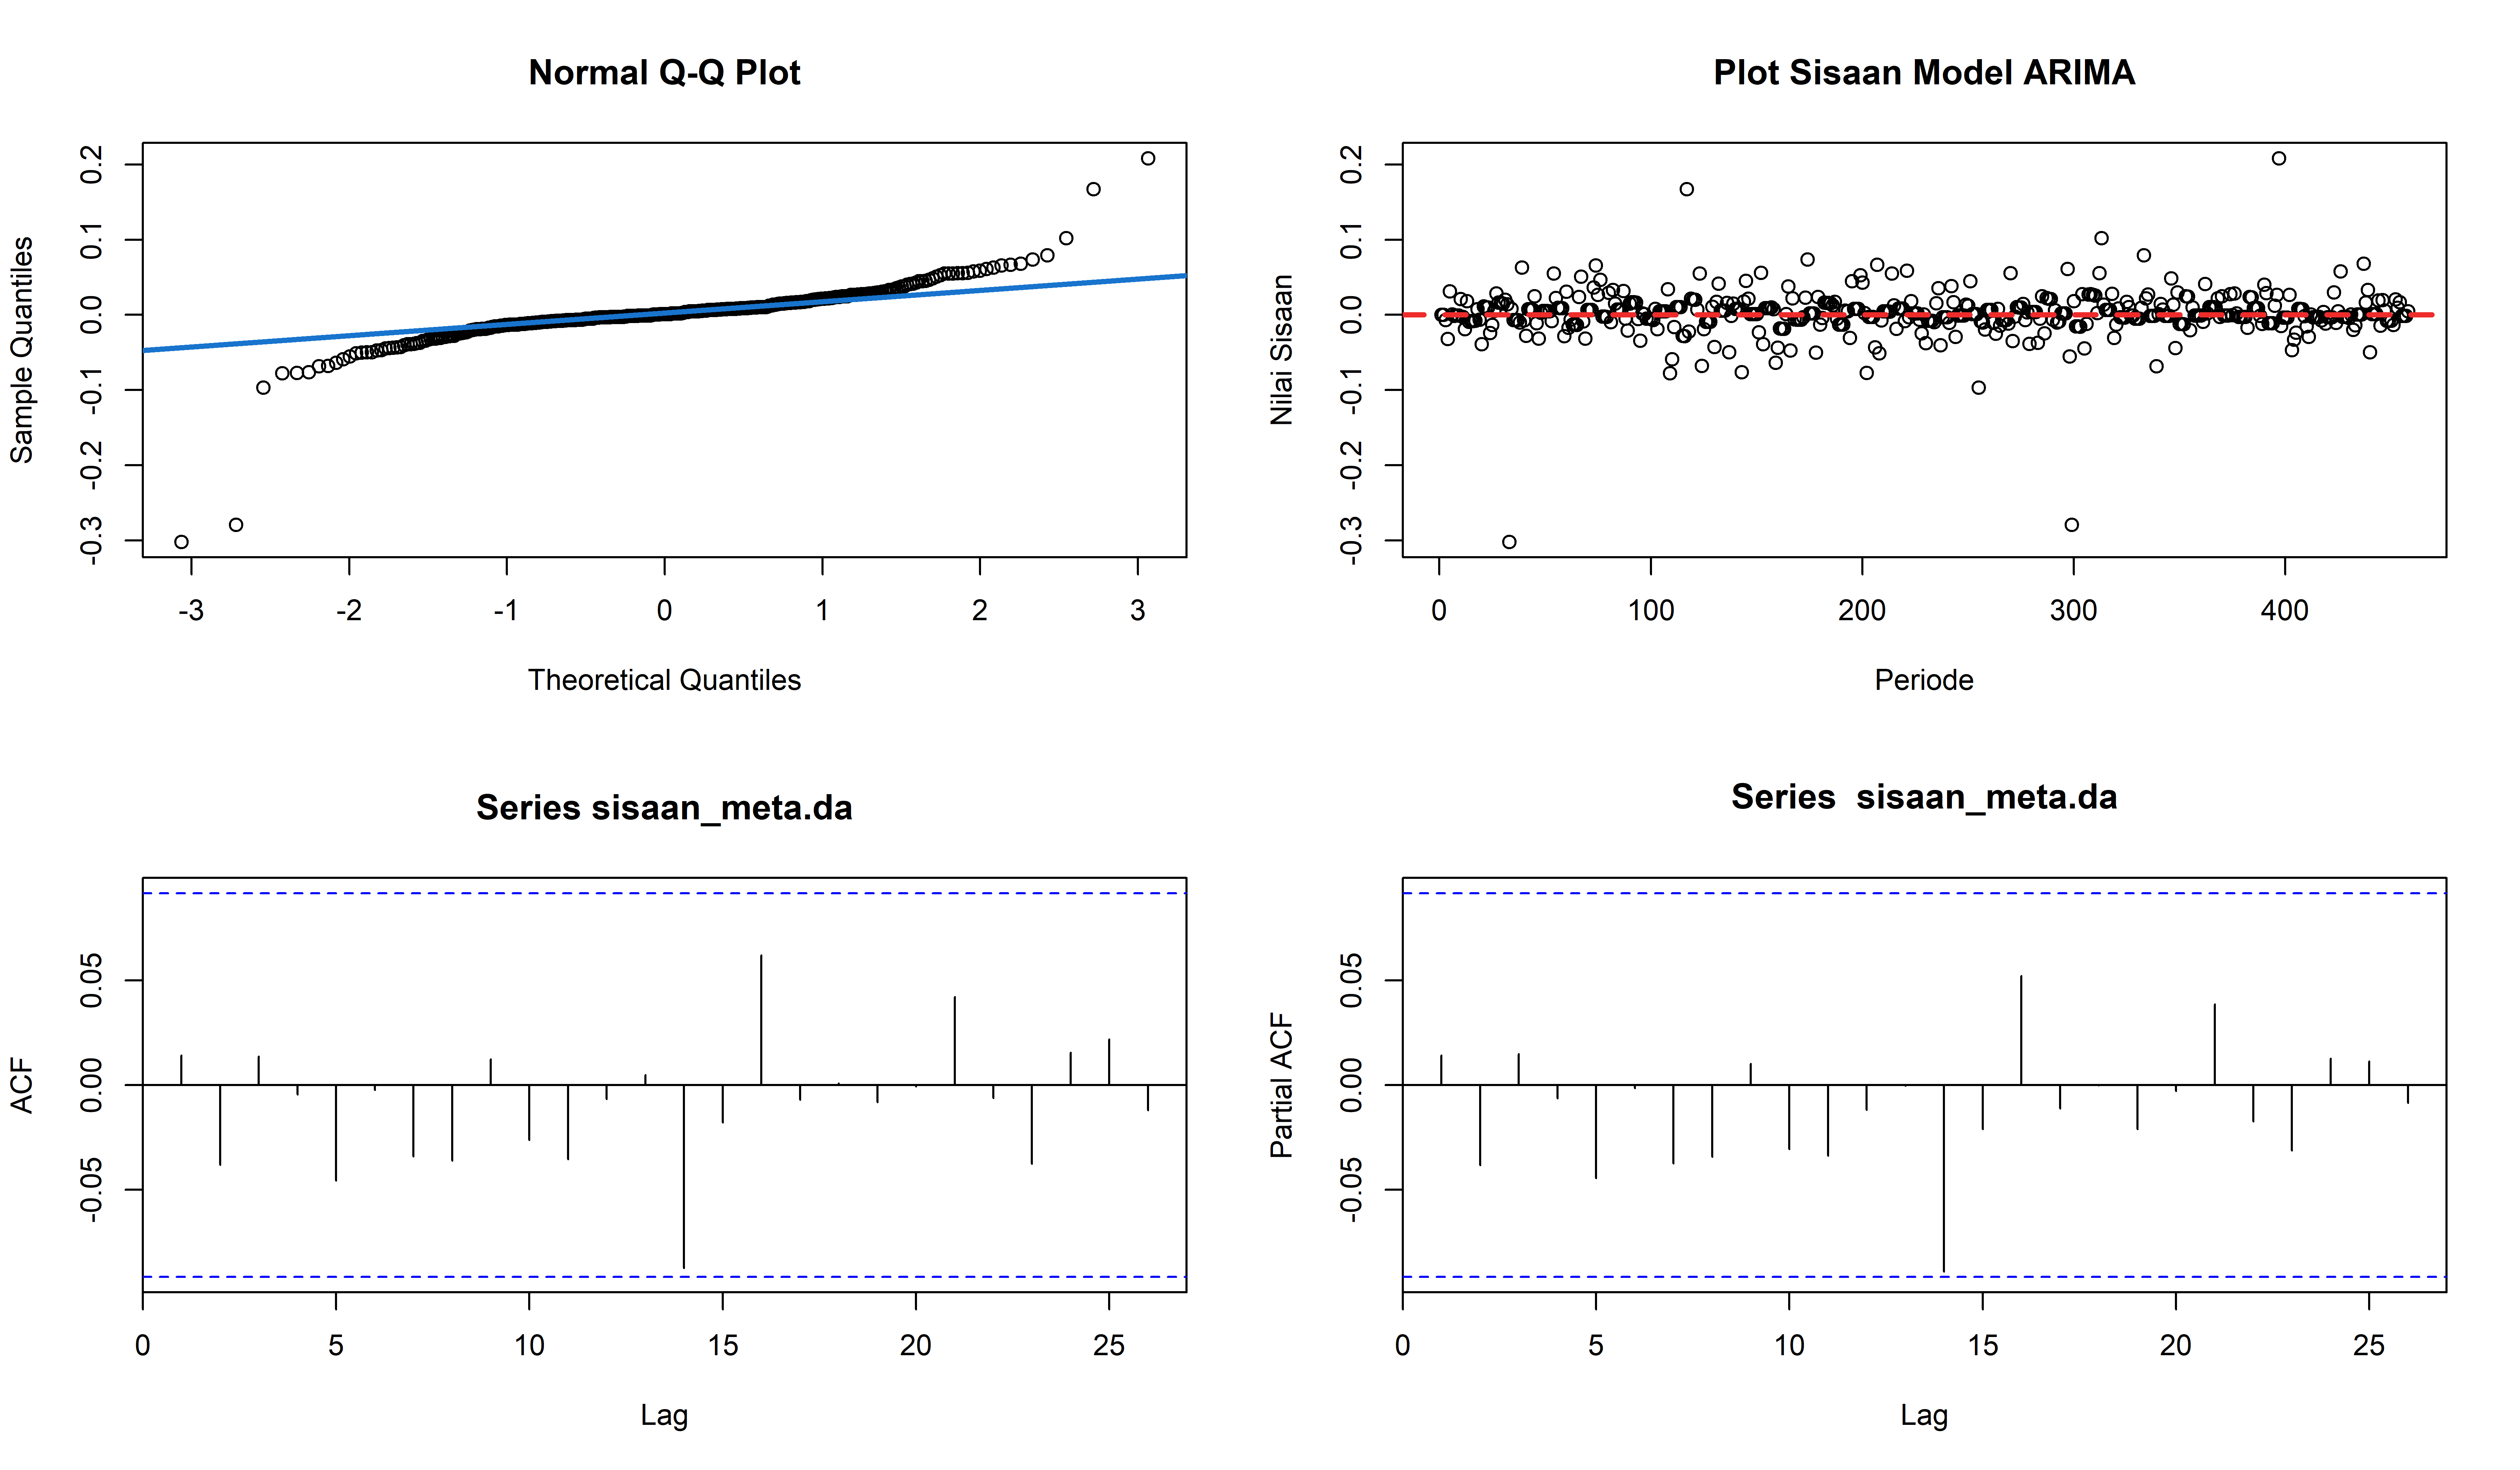 Normal Q-Q Plot
Sample Quantiles
0.2
0.1
0.0
-0.1
-0.2
-0.3
-3 -2 -1 0 1 2 3
Theoretical Quantiles
Plot Sisaan Model ARIMA
Nilai Sisaan
0.2
0.1
0.0
-0.1
-0.2
-0.3
0 100 200 300 400
Periode
Series sisaan_meta.da
ACF
0.05
0.00
-0.05
0 5 10 15 20 25
Lag
Series  sisaan_meta.da
Partial ACF
0.05
0.00
-0.05
0 5 10 15 20 25
Lag